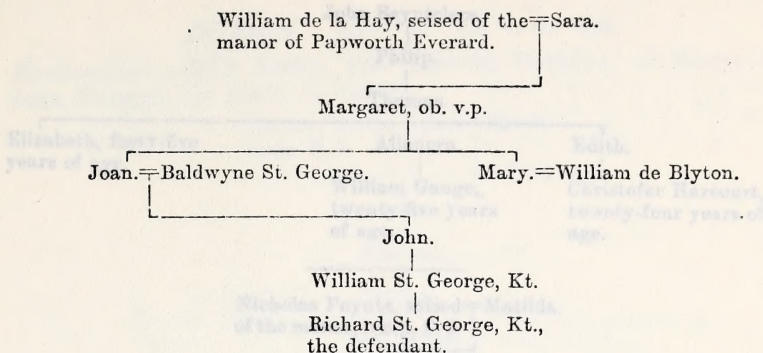 William de la Hay, seised of the=Sara.
manor of Papworth Everard.
Margaret, ob. v.p.
Joan.=Baldwyne St. George. Mary.=William de Blyton.
John.
William St. George, Kt.
Richard St. George, Kt.,
the defendant.